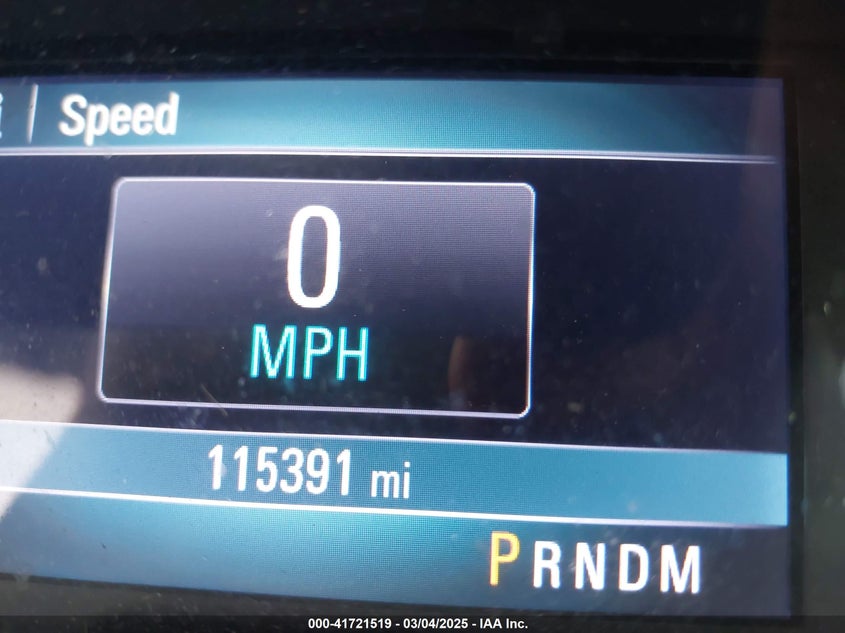 Speed
0
MPH
115391 mi
PRNDM
000-41721519 - 03/04/2025 - IAA Inc.